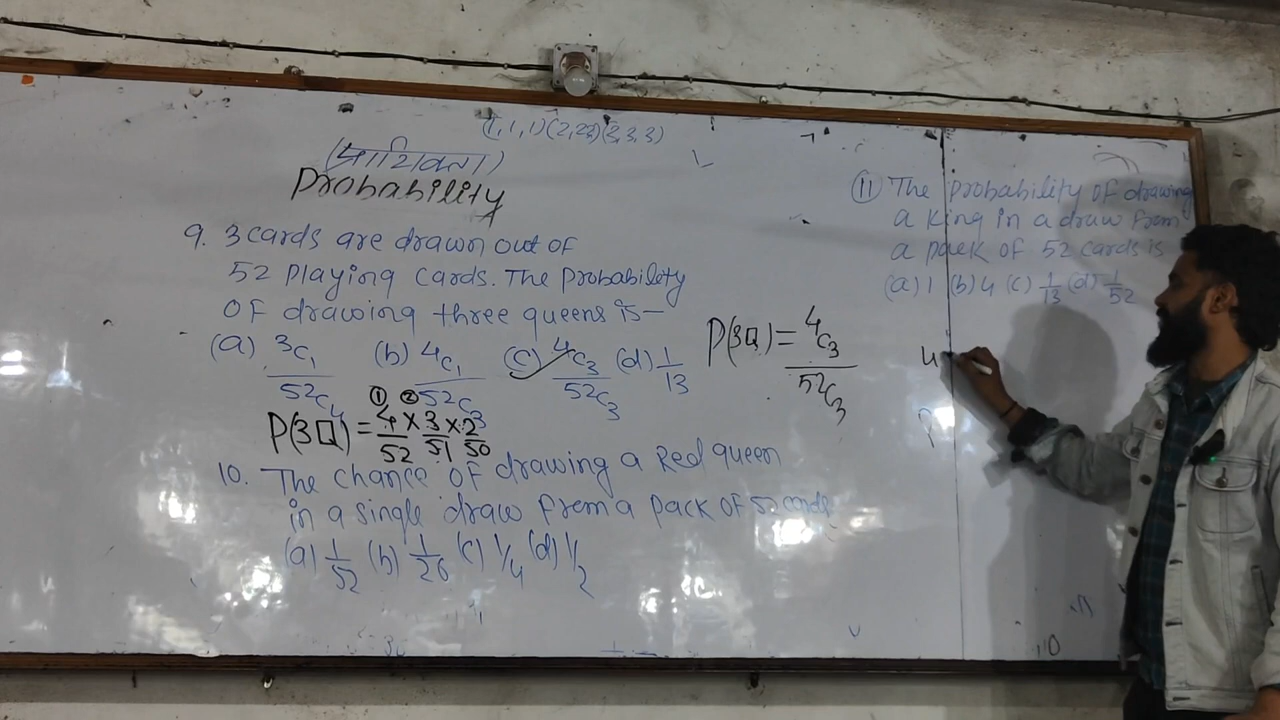 (1,1,1)(2,2,2)(3,3,3)
(प्रायिकता)
Probability
9. 3 cards are drawn out of
52 Playing cards. The Probability
of drawing three queens is—
(a) ³C₁/52C₄ (b) 4C₁/52C₃ (c) 4C₃/52C₃ (d) 1/13
P(3Q) = 4C₃/52C₃
① ②
P(3Q) = 4/52 × 3/51 × 2/50
10. The chance of drawing a Red queen
in a single draw from a pack of 52 cards
(a) 1/52 (b) 1/26 (c) 1/4 (d) 1/2
⑪ The probability of drawing
a King in a draw from
a pack of 52 cards is
(a) 1 (b) 4 (c) 1/13 (d) 1/52
4
P